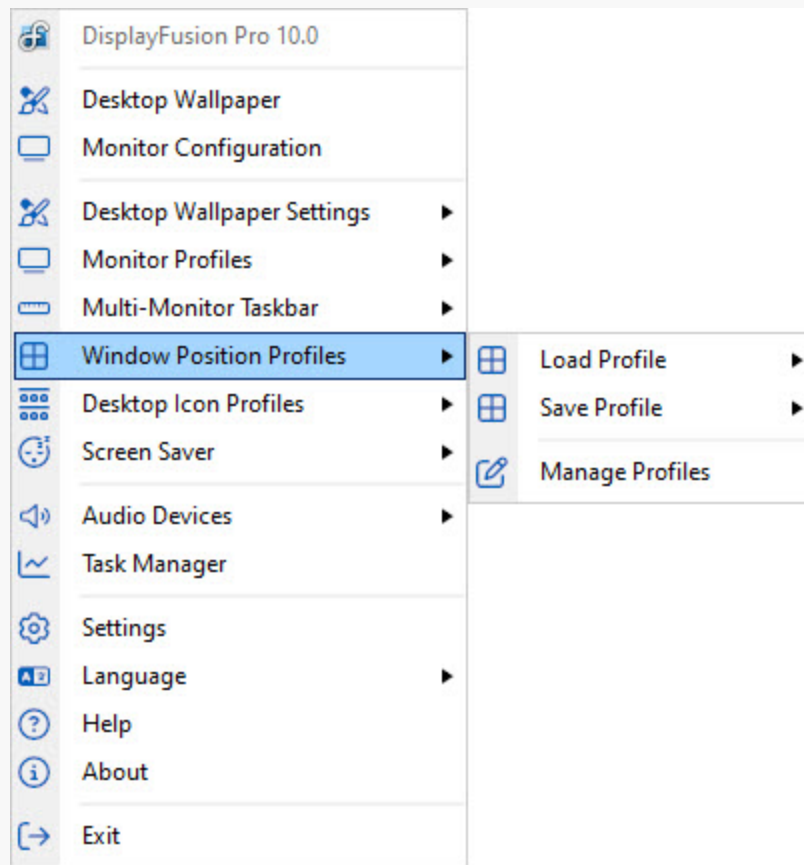 DisplayFusion Pro 10.0
Desktop Wallpaper
Monitor Configuration
Desktop Wallpaper Settings
Monitor Profiles
Multi-Monitor Taskbar
Window Position Profiles
Load Profile
Save Profile
Manage Profiles
Desktop Icon Profiles
Screen Saver
Audio Devices
Task Manager
Settings
Language
Help
About
Exit